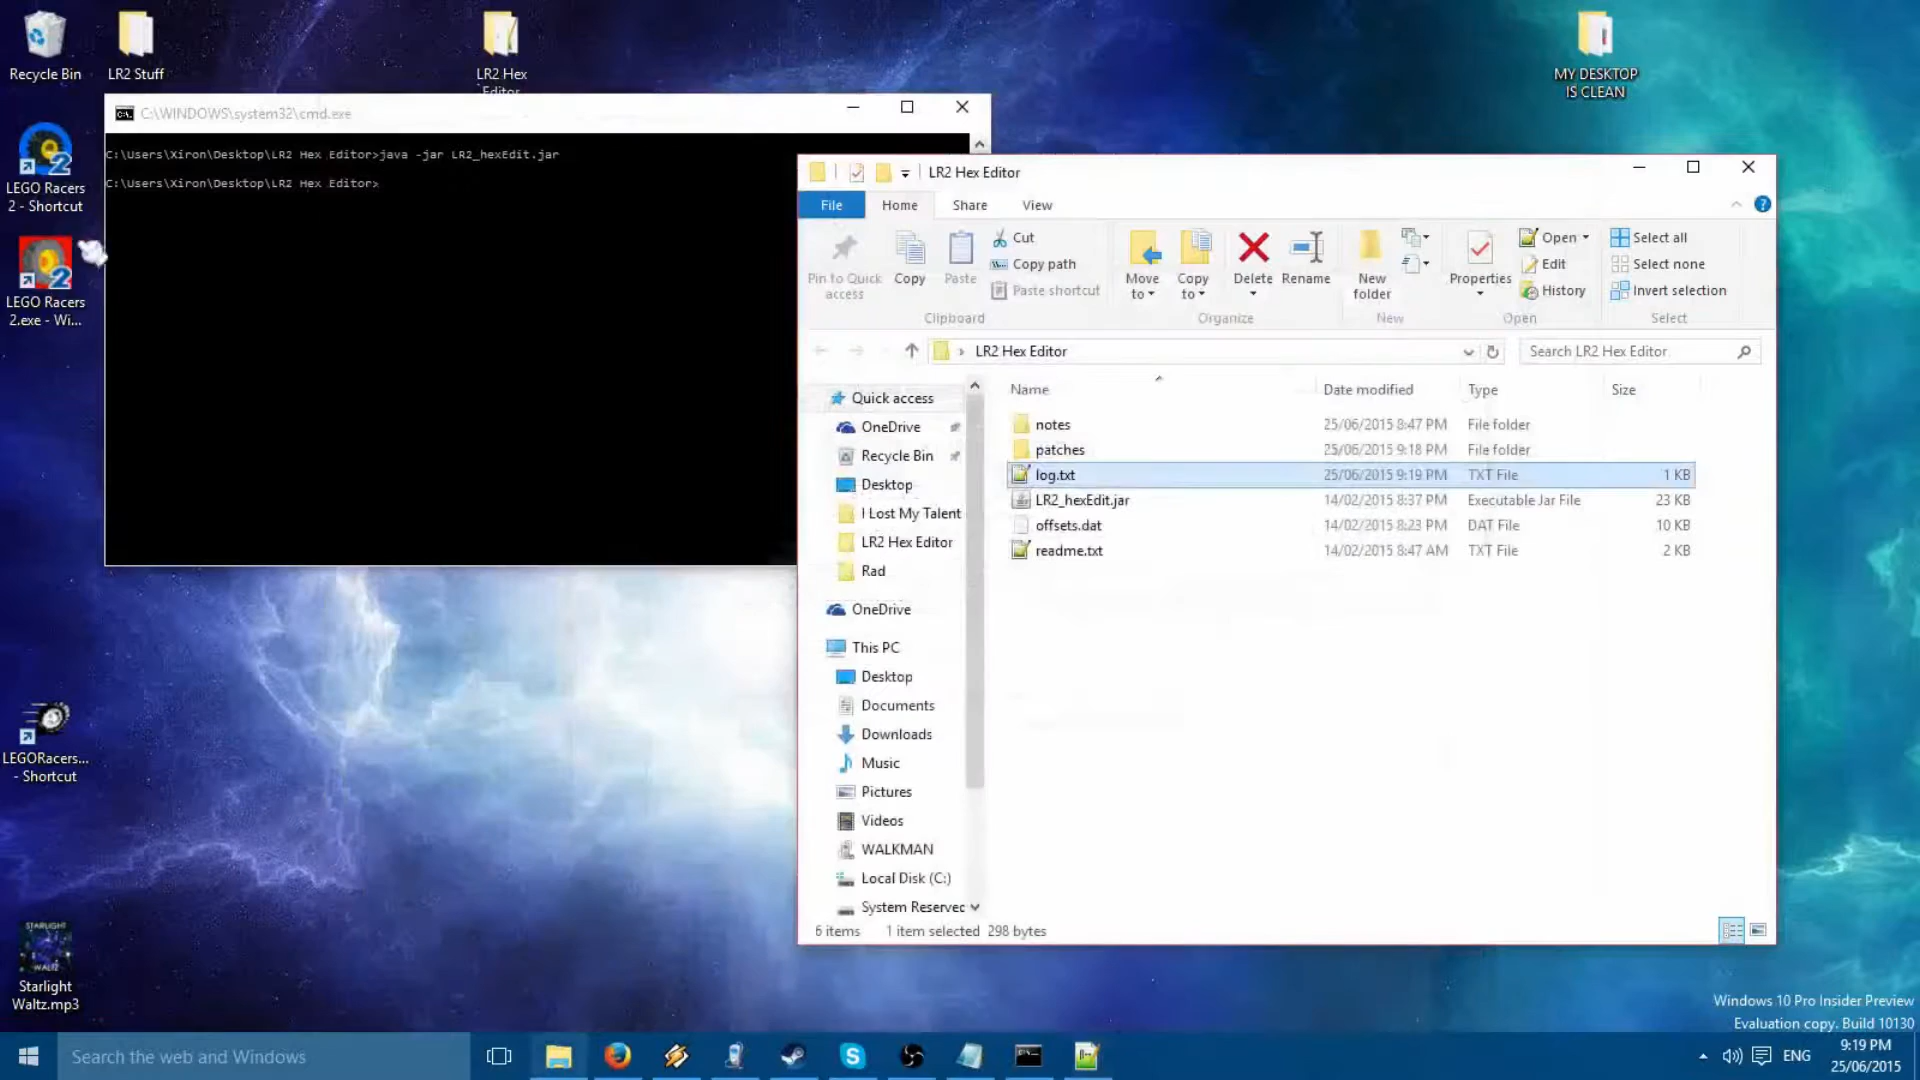 Recycle Bin
LR2 Stuff
LR2 Hex
Editor
MY DESKTOP
IS CLEAN
LEGO Racers
2 - Shortcut
LEGO Racers
2.exe - Wi...
LEGORacers...
- Shortcut
STARLIGHT
WALTZ
Starlight
Waltz.mp3
C:\WINDOWS\system32\cmd.exe
C:\Users\Xiron\Desktop\LR2 Hex Editor>java -jar LR2_hexEdit.jar
C:\Users\Xiron\Desktop\LR2 Hex Editor>
LR2 Hex Editor
File Home Share View
Pin to Quick
access
Copy
Paste
Cut
Copy path
Paste shortcut
Clipboard
Move
to
Copy
to
Delete
Rename
Organize
New
folder
New
Properties
Open
Edit
History
Open
Select all
Select none
Invert selection
Select
LR2 Hex Editor
Search LR2 Hex Editor
Quick access
OneDrive
Recycle Bin
Desktop
I Lost My Talent
LR2 Hex Editor
Rad
OneDrive
This PC
Desktop
Documents
Downloads
Music
Pictures
Videos
WALKMAN
Local Disk (C:)
System Reserved
Name Date modified Type Size
notes 25/06/2015 8:47 PM File folder
patches 25/06/2015 9:18 PM File folder
log.txt 25/06/2015 9:19 PM TXT File 1 KB
LR2_hexEdit.jar 14/02/2015 8:37 PM Executable Jar File 23 KB
offsets.dat 14/02/2015 8:23 PM DAT File 10 KB
readme.txt 14/02/2015 8:47 AM TXT File 2 KB
6 items 1 item selected 298 bytes
Windows 10 Pro Insider Preview
Evaluation copy. Build 10130
Search the web and Windows
ENG
9:19 PM
25/06/2015